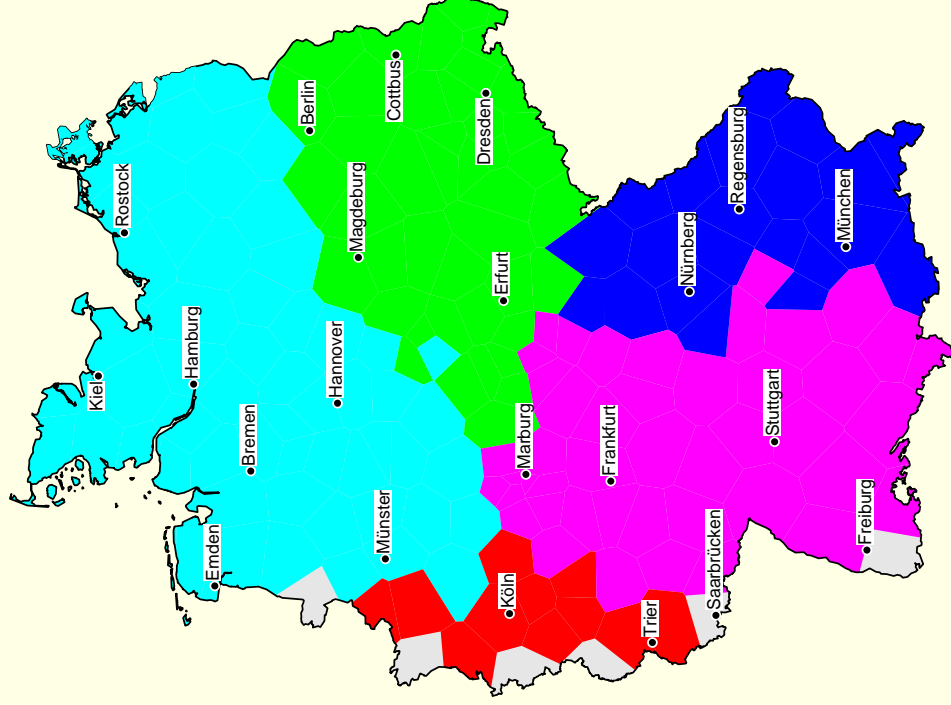 Kiel
Rostock
Hamburg
Emden
Bremen
Hannover
Berlin
Magdeburg
Münster
Cottbus
Dresden
Erfurt
Köln
Marburg
Frankfurt
Trier
Nürnberg
Saarbrücken
Regensburg
Stuttgart
München
Freiburg